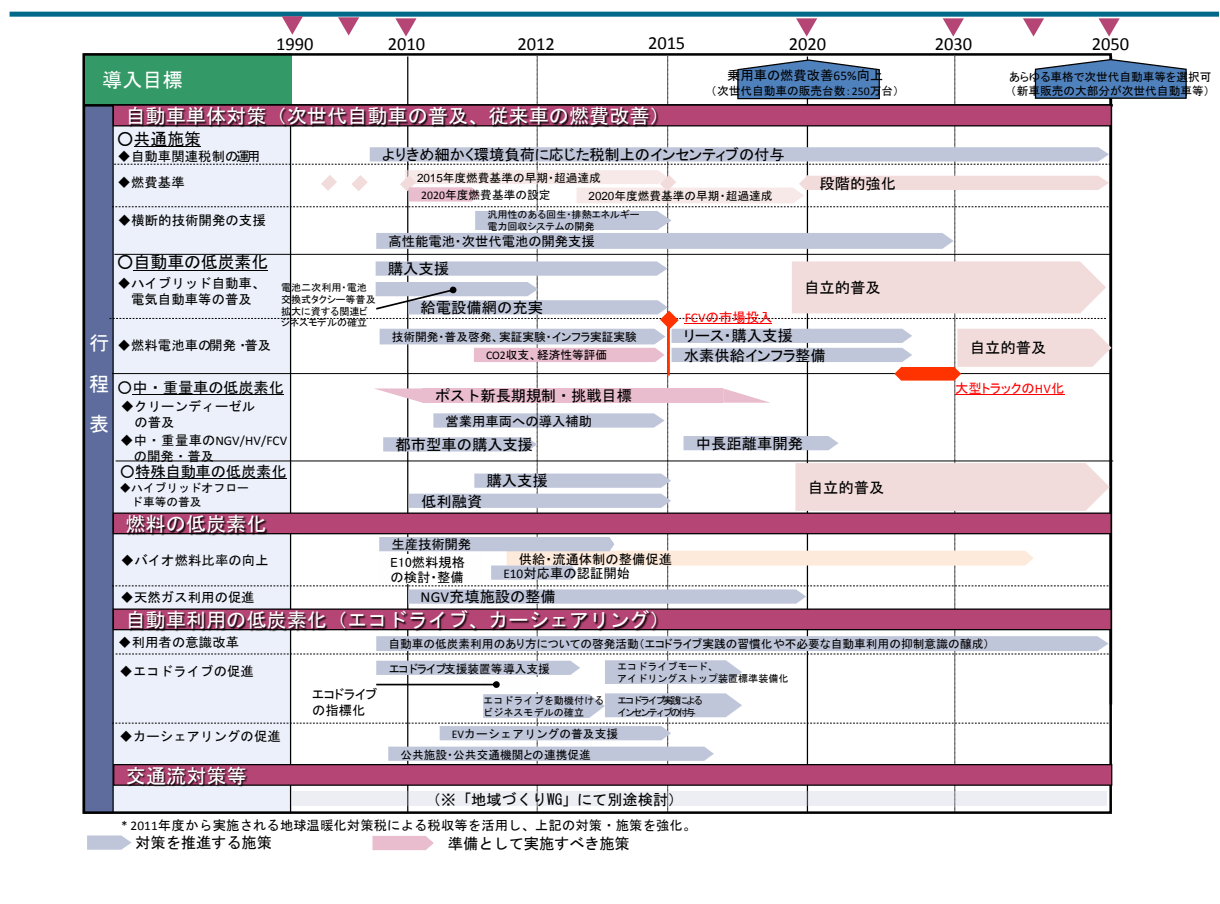 1990 2010 2012 2015 2020 2030 2050
導入目標
乗用車の燃費改善65%向上
（次世代自動車の販売台数：250万台）
あらゆる車格で次世代自動車等を選択可
（新車販売の大部分が次世代自動車等）
行程表
自動車単体対策（次世代自動車の普及、従来車の燃費改善）
〇共通施策
◆自動車関連税制の運用
よりきめ細かく環境負荷に応じた税制上のインセンティブの付与
◆燃費基準
2015年度燃費基準の早期・超過達成
2020年度燃費基準の設定
2020年度燃費基準の早期・超過達成
段階的強化
◆横断的技術開発の支援
汎用性のある回生・排熱エネルギー
電力回収システムの開発
高性能電池・次世代電池の開発支援
〇自動車の低炭素化
◆ハイブリッド自動車、
電気自動車等の普及
購入支援
電池二次利用・電池
交換式タクシー等普及
拡大に資する関連ビ
ジネスモデルの確立
給電設備網の充実
自立的普及
FCVの市場投入
◆燃料電池車の開発・普及
技術開発・普及啓発、実証実験・インフラ実証実験
CO2収支、経済性等評価
リース・購入支援
水素供給インフラ整備
自立的普及
大型トラックのHV化
〇中・重量車の低炭素化
◆クリーンディーゼル
の普及
ポスト新長期規制・挑戦目標
営業用車両への導入補助
◆中・重量車のNGV/HV/FCV
の開発・普及
都市型車の購入支援
中長距離車開発
〇特殊自動車の低炭素化
◆ハイブリッドオフロー
ド車等の普及
購入支援
低利融資
自立的普及
燃料の低炭素化
◆バイオ燃料比率の向上
生産技術開発
E10燃料規格
の検討・整備
供給・流通体制の整備促進
E10対応車の認証開始
◆天然ガス利用の促進
NGV充填施設の整備
自動車利用の低炭素化（エコドライブ、カーシェアリング）
◆利用者の意識改革
自動車の低炭素利用のあり方についての啓発活動（エコドライブ実践の習慣化や不必要な自動車利用の抑制意識の醸成）
◆エコドライブの促進
エコドライブ支援装置等導入支援
エコドライブモード、
アイドリングストップ装置標準装備化
エコドライブ
の指標化
エコドライブを動機付ける
ビジネスモデルの確立
エコドライブ実践による
インセンティブの付与
◆カーシェアリングの促進
EVカーシェアリングの普及支援
公共施設・公共交通機関との連携促進
交通流対策等
（※「地域づくりWG」にて別途検討）
* 2011年度から実施される地球温暖化対策税による税収等を活用し、上記の対策・施策を強化。
対策を推進する施策
準備として実施すべき施策